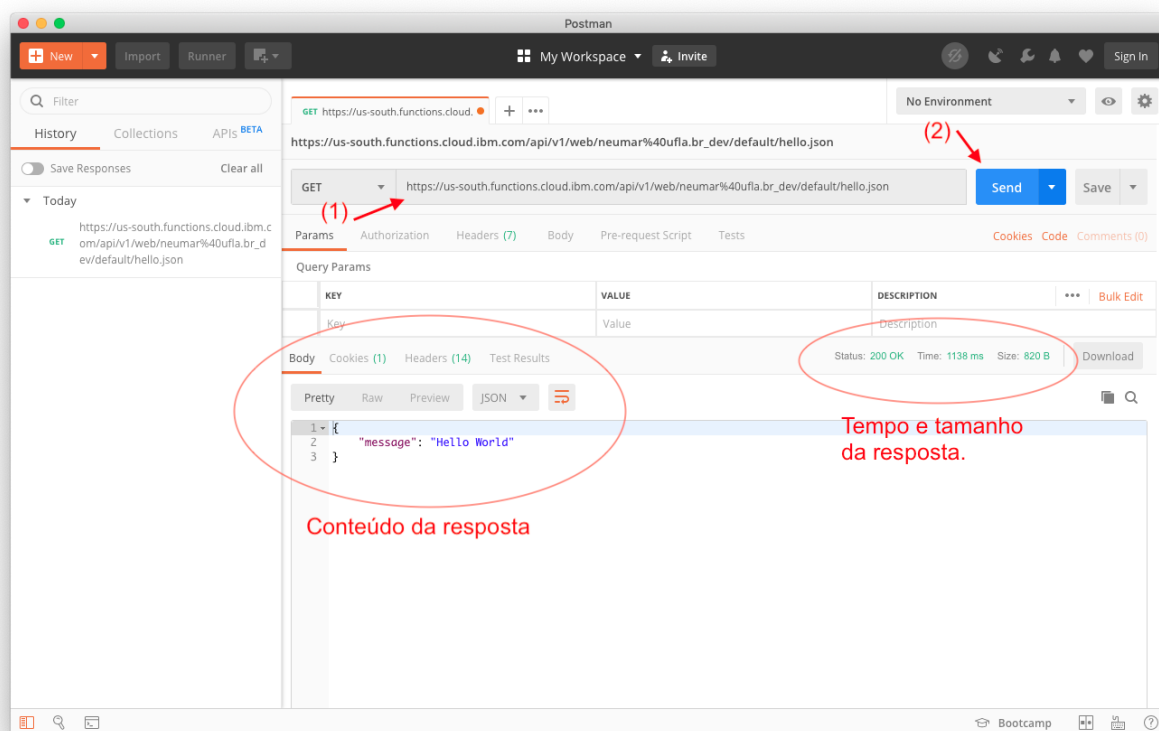 Postman
New
Import
Runner
My Workspace
Invite
Sign In
Filter
History
Collections
APIs BETA
Save Responses
Clear all
Today
GET
https://us-south.functions.cloud.ibm.c
om/api/v1/web/neumar%40ufla.br_d
ev/default/hello.json
GET https://us-south.functions.cloud.
No Environment
https://us-south.functions.cloud.ibm.com/api/v1/web/neumar%40ufla.br_dev/default/hello.json
(2)
GET
https://us-south.functions.cloud.ibm.com/api/v1/web/neumar%40ufla.br_dev/default/hello.json
Send
Save
(1)
Params
Authorization
Headers (7)
Body
Pre-request Script
Tests
Cookies
Code
Comments (0)
Query Params
KEY
VALUE
DESCRIPTION
Bulk Edit
Key
Value
Description
Body
Cookies (1)
Headers (14)
Test Results
Status: 200 OK
Time: 1138 ms
Size: 820 B
Download
Pretty
Raw
Preview
JSON
1 {
2 "message": "Hello World"
3 }
Tempo e tamanho
da resposta.
Conteúdo da resposta
Bootcamp